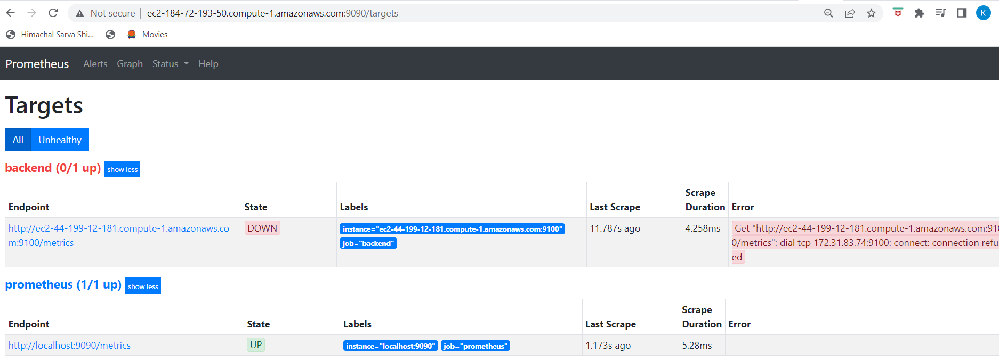 Not secure | ec2-184-72-193-50.compute-1.amazonaws.com:9090/targets
K
Himachal Sarva Shi... Movies
Prometheus Alerts Graph Status Help
Targets
All Unhealthy
backend (0/1 up) show less
Scrape
Endpoint State Labels Last Scrape Duration Error
http://ec2-44-199-12-181.compute-1.amazonaws.co DOWN instance="ec2-44-199-12-181.compute-1.amazonaws.com:9100" 11.787s ago 4.258ms Get "http://ec2-44-199-12-181.compute-1.amazonaws.com:910
m:9100/metrics job="backend" 0/metrics": dial tcp 172.31.83.74:9100: connect: connection refu
ed
prometheus (1/1 up) show less
Scrape
Endpoint State Labels Last Scrape Duration Error
http://localhost:9090/metrics UP instance="localhost:9090" job="prometheus" 1.173s ago 5.28ms